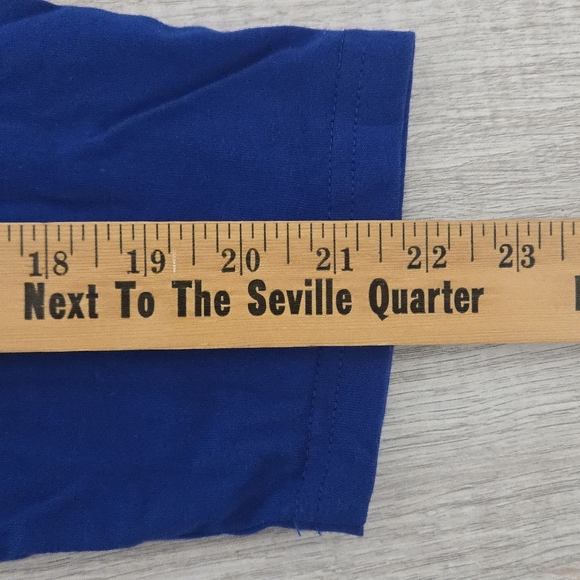 18 19 20 21 22 23
Next To The Seville Quarter